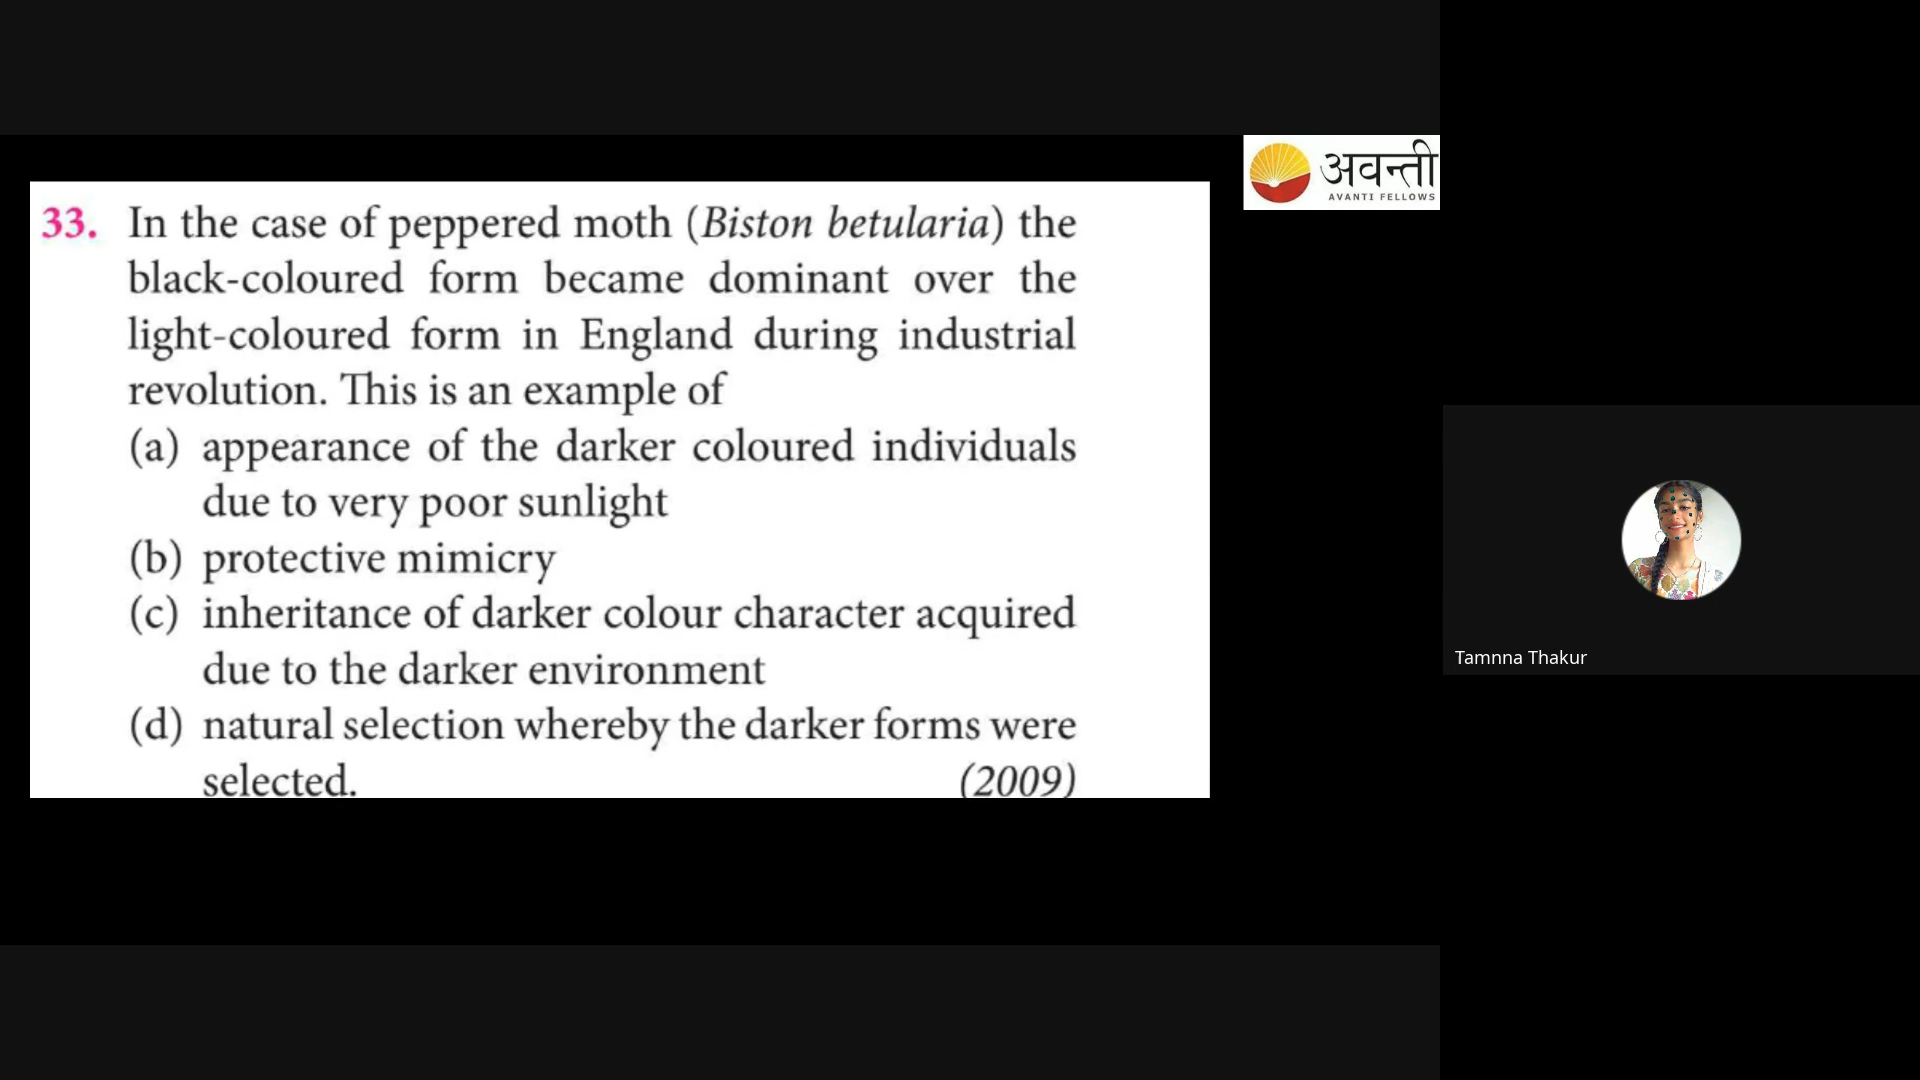 अवन्ती
AVANTI FELLOWS
33. In the case of peppered moth (Biston betularia) the
black-coloured form became dominant over the
light-coloured form in England during industrial
revolution. This is an example of
(a) appearance of the darker coloured individuals
due to very poor sunlight
(b) protective mimicry
(c) inheritance of darker colour character acquired
due to the darker environment
(d) natural selection whereby the darker forms were
selected. (2009)
Tamnna Thakur